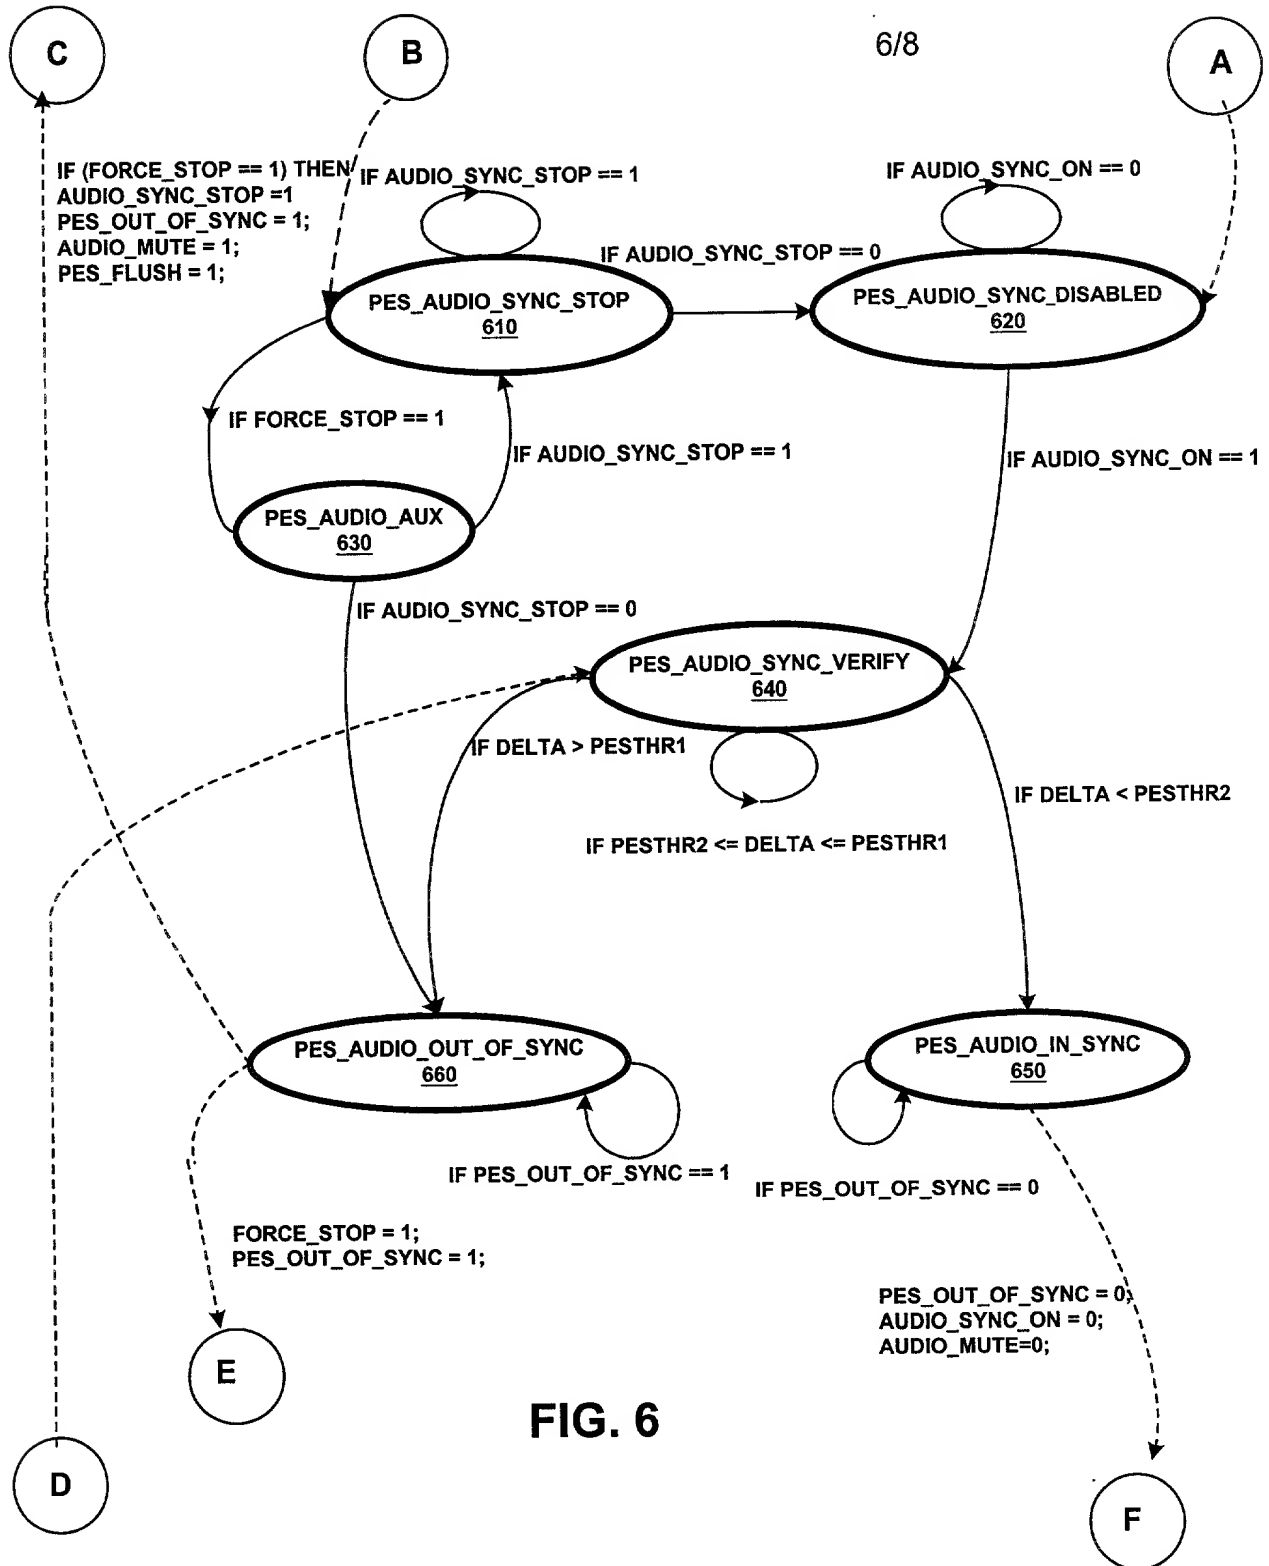 C
B
6/8
A
IF (FORCE_STOP == 1) THEN
AUDIO_SYNC_STOP =1
PES_OUT_OF_SYNC = 1;
AUDIO_MUTE = 1;
PES_FLUSH = 1;
IF AUDIO_SYNC_STOP == 1
IF AUDIO_SYNC_ON == 0
IF AUDIO_SYNC_STOP == 0
PES_AUDIO_SYNC_STOP
610
PES_AUDIO_SYNC_DISABLED
620
IF FORCE_STOP == 1
IF AUDIO_SYNC_STOP == 1
IF AUDIO_SYNC_ON == 1
PES_AUDIO_AUX
630
IF AUDIO_SYNC_STOP == 0
PES_AUDIO_SYNC_VERIFY
640
IF DELTA > PESTHR1
IF DELTA < PESTHR2
IF PESTHR2 <= DELTA <= PESTHR1
PES_AUDIO_OUT_OF_SYNC
660
PES_AUDIO_IN_SYNC
650
IF PES_OUT_OF_SYNC == 1
IF PES_OUT_OF_SYNC == 0
FORCE_STOP = 1;
PES_OUT_OF_SYNC = 1;
PES_OUT_OF_SYNC = 0;
AUDIO_SYNC_ON = 0;
AUDIO_MUTE=0;
E
FIG. 6
D
F